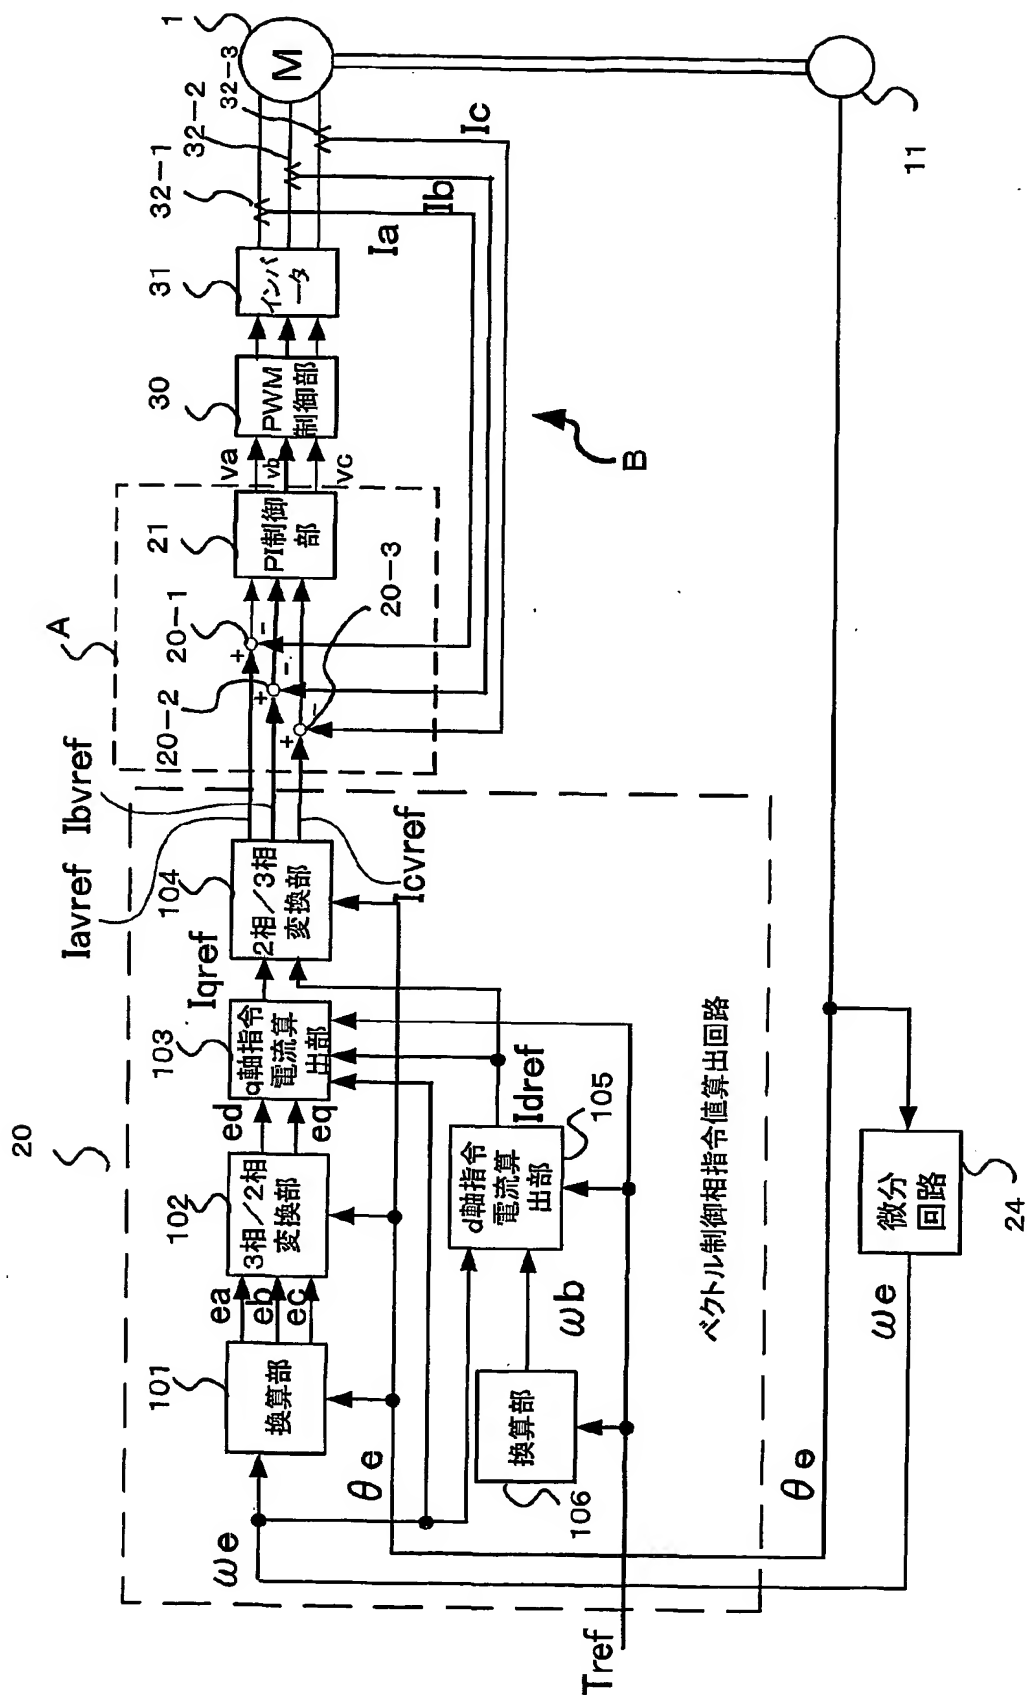 20
ωe
101
換算部
ea
eb
ec
102
3相/2相
変換部
ed
eq
103
q軸指令
電流算
出部
Iqref
104
2相/3相
変換部
Iavref
Ibvref
Icvref
A
20-1
20-2
20-3
+
-
+
-
+
-
21
PI制御
部
va
vb
vc
30
PWM
制御部
31
インバ
ータ
32-1
32-2
32-3
1
M
Ia
Ib
Ic
B
11
θe
106
換算部
ωb
d軸指令
電流算
出部
105
Idref
Tref
ベクトル制御相指令値算出回路
θe
ωe
微分
回路
24